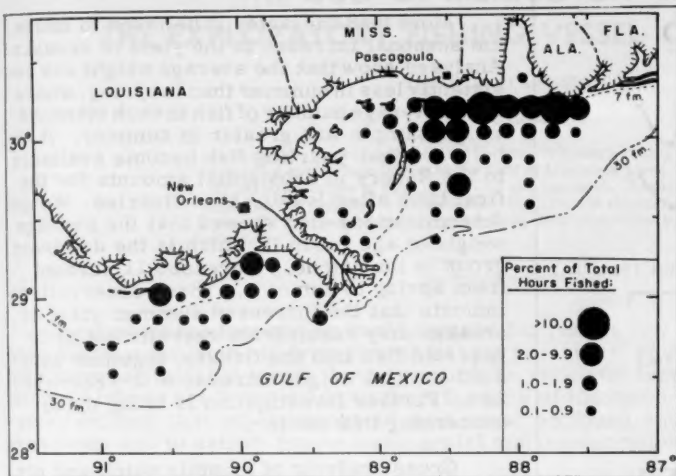 MISS.
FLA.
ALA.
Pascagoula
LOUISIANA
7 fm.
30°
30 fm.
New
Orleans
29°
7 fm.
30 fm.
GULF OF MEXICO
28°
91° 90° 89° 88° 87°
Percent of Total
Hours Fished:
>10.0
2.0-9.9
1.0-1.9
0.1-0.9